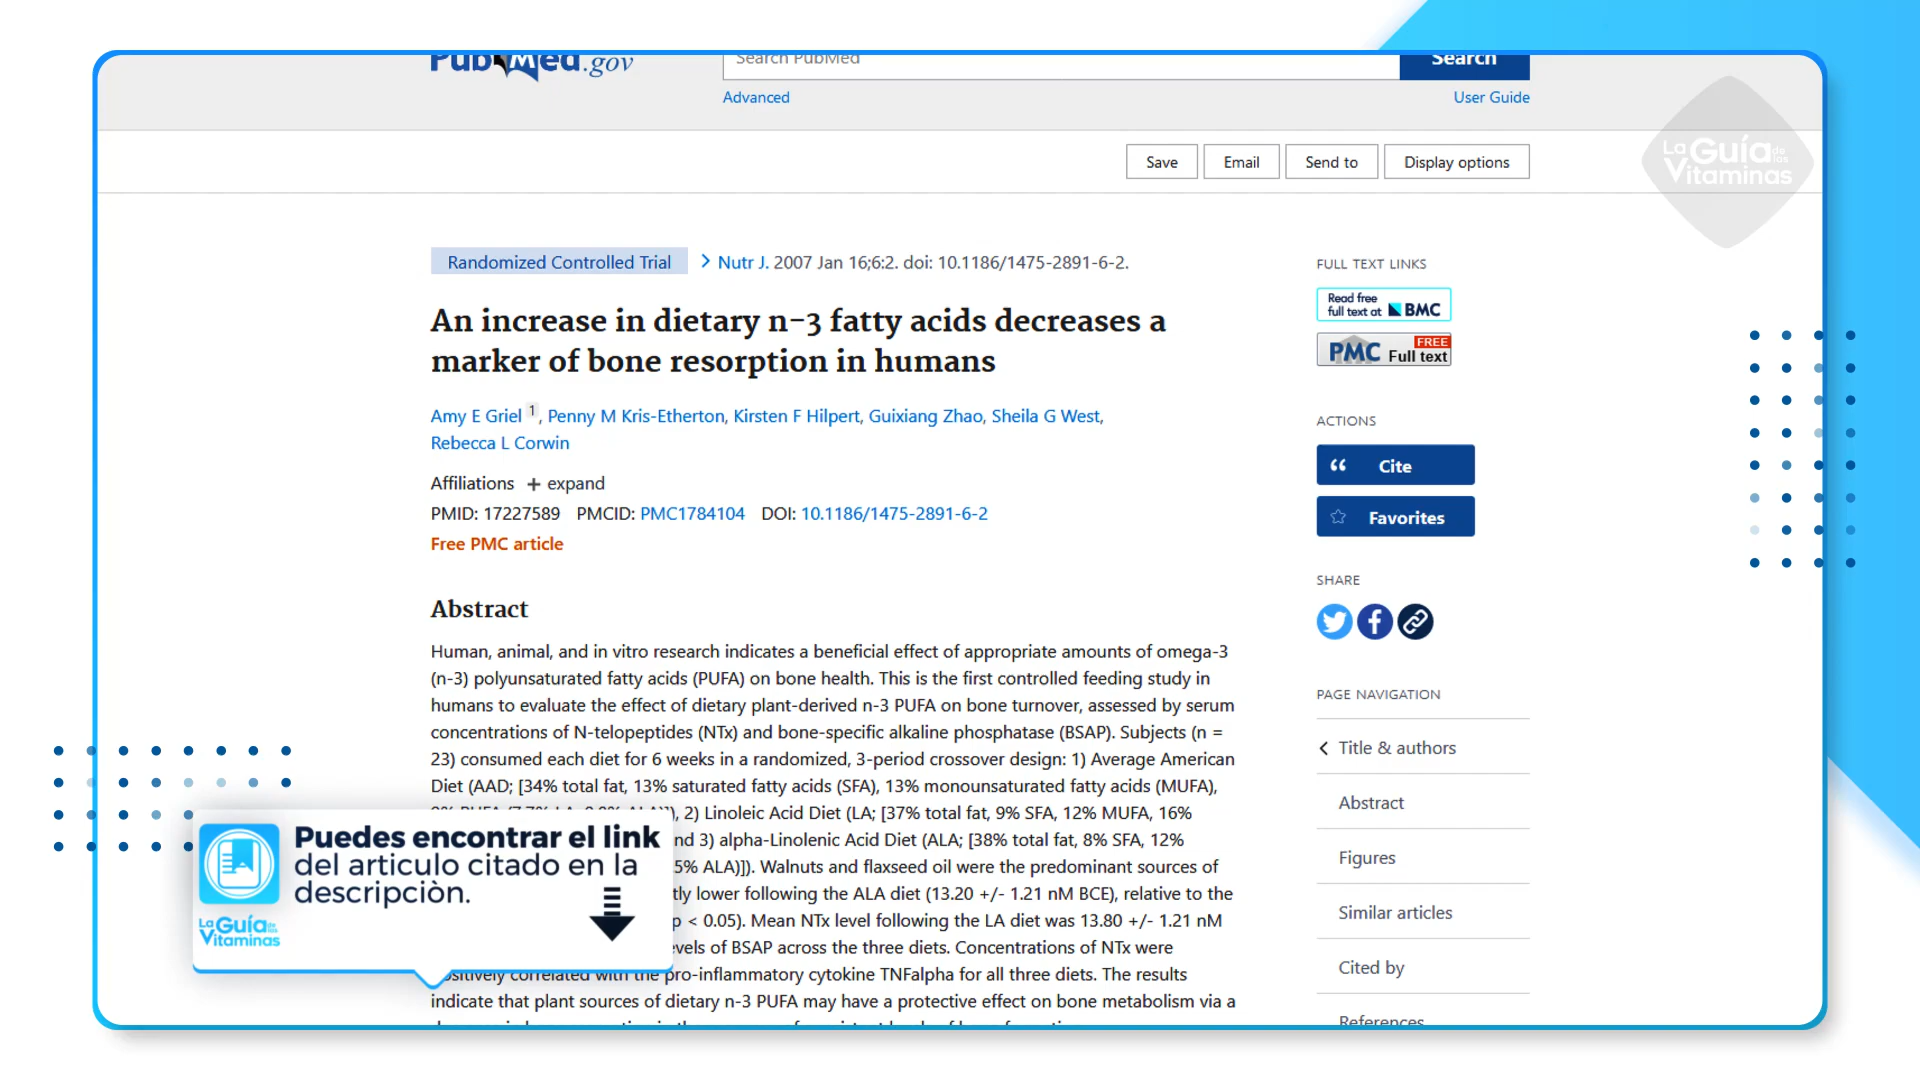 PubMed.gov
Search PubMed
Search
Advanced
User Guide
Save
Email
Send to
Display options
La Guía de las Vitaminas
Randomized Controlled Trial
Nutr J. 2007 Jan 16;6:2. doi: 10.1186/1475-2891-6-2.
An increase in dietary n-3 fatty acids decreases a
marker of bone resorption in humans
Amy E Griel 1, Penny M Kris-Etherton, Kirsten F Hilpert, Guixiang Zhao, Sheila G West,
Rebecca L Corwin
Affiliations + expand
PMID: 17227589 PMCID: PMC1784104 DOI: 10.1186/1475-2891-6-2
Free PMC article
Abstract
Human, animal, and in vitro research indicates a beneficial effect of appropriate amounts of omega-3
(n-3) polyunsaturated fatty acids (PUFA) on bone health. This is the first controlled feeding study in
humans to evaluate the effect of dietary plant-derived n-3 PUFA on bone turnover, assessed by serum
concentrations of N-telopeptides (NTx) and bone-specific alkaline phosphatase (BSAP). Subjects (n =
23) consumed each diet for 6 weeks in a randomized, 3-period crossover design: 1) Average American
Diet (AAD; [34% total fat, 13% saturated fatty acids (SFA), 13% monounsaturated fatty acids (MUFA),
, 2) Linoleic Acid Diet (LA; [37% total fat, 9% SFA, 12% MUFA, 16%
3) alpha-Linolenic Acid Diet (ALA; [38% total fat, 8% SFA, 12%
5% ALA)]). Walnuts and flaxseed oil were the predominant sources of
lower following the ALA diet (13.20 +/- 1.21 nM BCE), relative to the
p < 0.05). Mean NTx level following the LA diet was 13.80 +/- 1.21 nM
of BSAP across the three diets. Concentrations of NTx were
positively correlated with the pro-inflammatory cytokine TNFalpha for all three diets. The results
indicate that plant sources of dietary n-3 PUFA may have a protective effect on bone metabolism via a
Puedes encontrar el link
del articulo citado en la
descripciòn.
La Guía de las Vitaminas
FULL TEXT LINKS
Read free
full text at BMC
PMC FREE Full text
ACTIONS
Cite
Favorites
SHARE
PAGE NAVIGATION
Title & authors
Abstract
Figures
Similar articles
Cited by
References